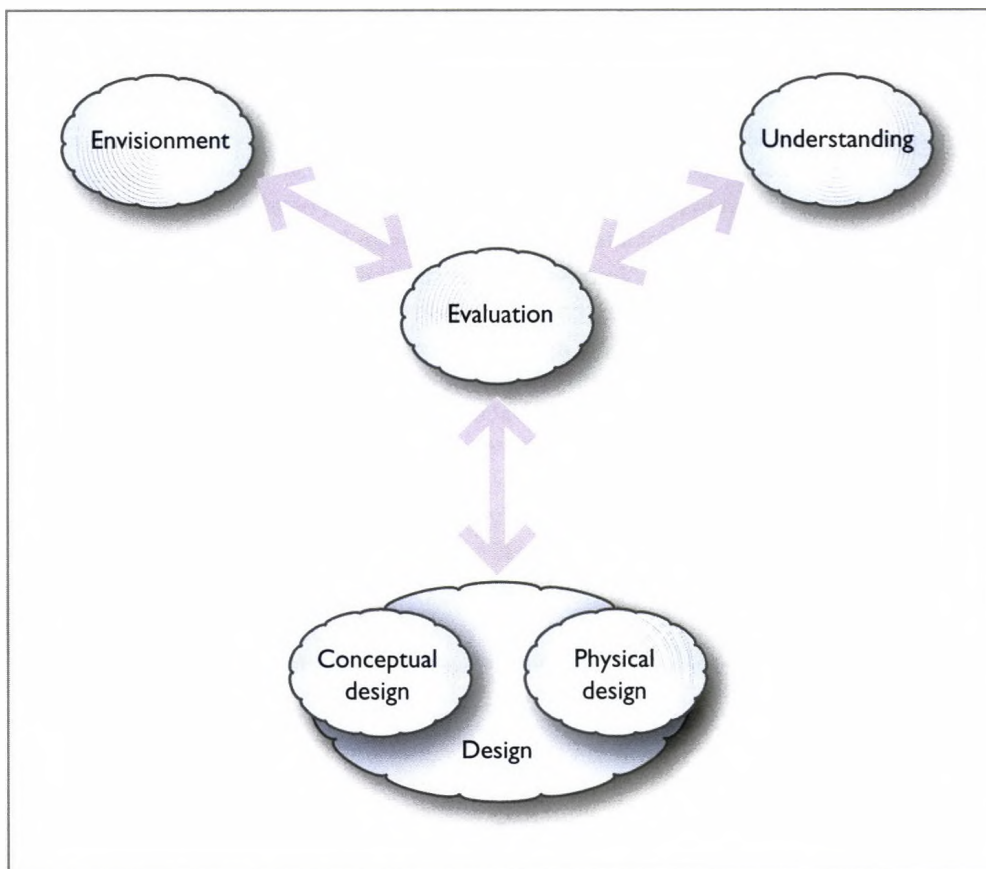 Envisionment
Understanding
Evaluation
Conceptual
design
Physical
design
Design